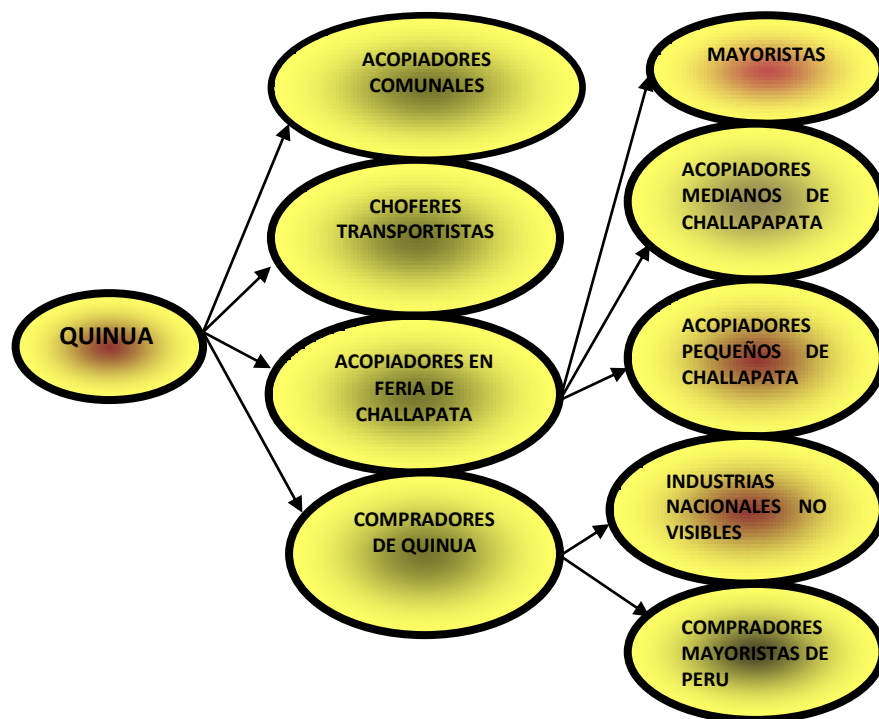 QUINUA
ACOPIADORES
COMUNALES
CHOFERES
TRANSPORTISTAS
ACOPIADORES EN
FERIA DE
CHALLAPATA
COMPRADORES
DE QUINUA
MAYORISTAS
ACOPIADORES
MEDIANOS DE
CHALLAPAPATA
ACOPIADORES
PEQUEÑOS DE
CHALLAPATA
INDUSTRIAS
NACIONALES NO
VISIBLES
COMPRADORES
MAYORISTAS DE
PERU